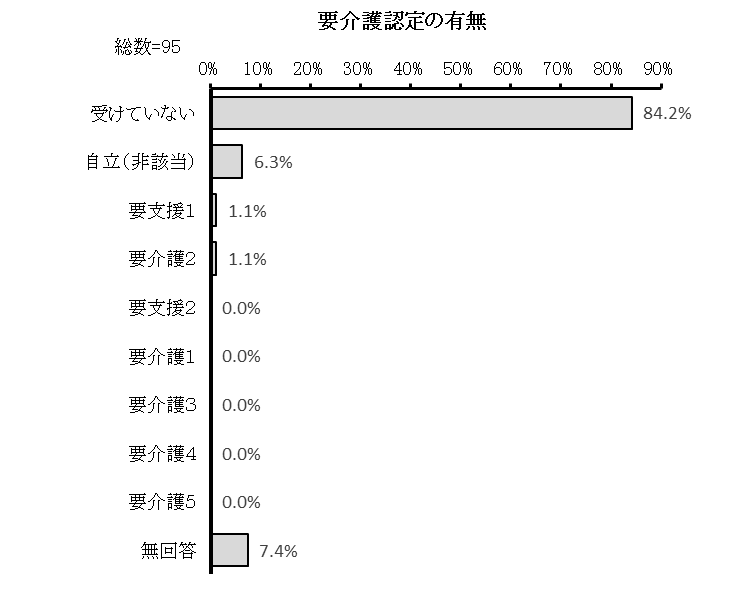 要介護認定の有無
総数=95
0% 10% 20% 30% 40% 50% 60% 70% 80% 90%
受けていない 84.2%
自立(非該当) 6.3%
要支援1 1.1%
要介護2 1.1%
要支援2 0.0%
要介護1 0.0%
要介護3 0.0%
要介護4 0.0%
要介護5 0.0%
無回答 7.4%